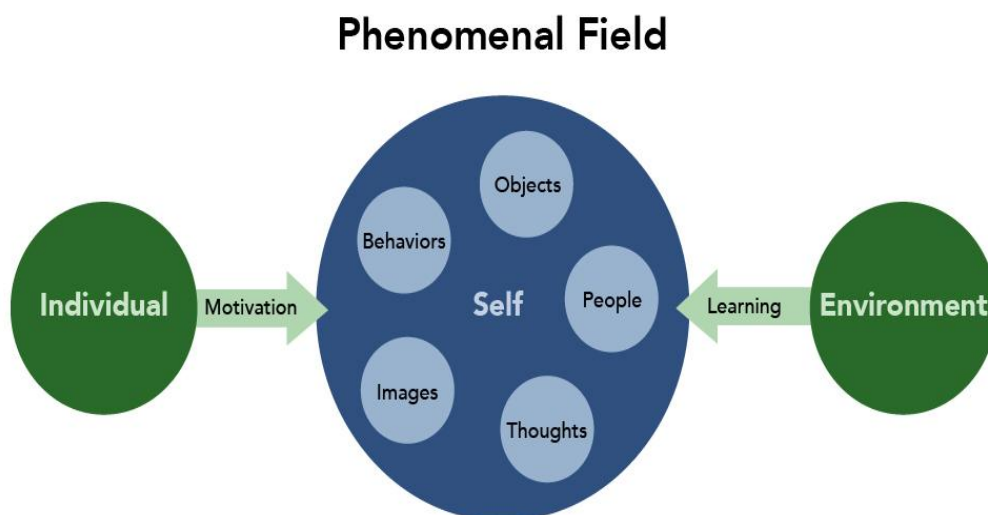 Phenomenal Field
Objects
Behaviors
Individual
Motivation
Self
People
Learning
Environment
Images
Thoughts